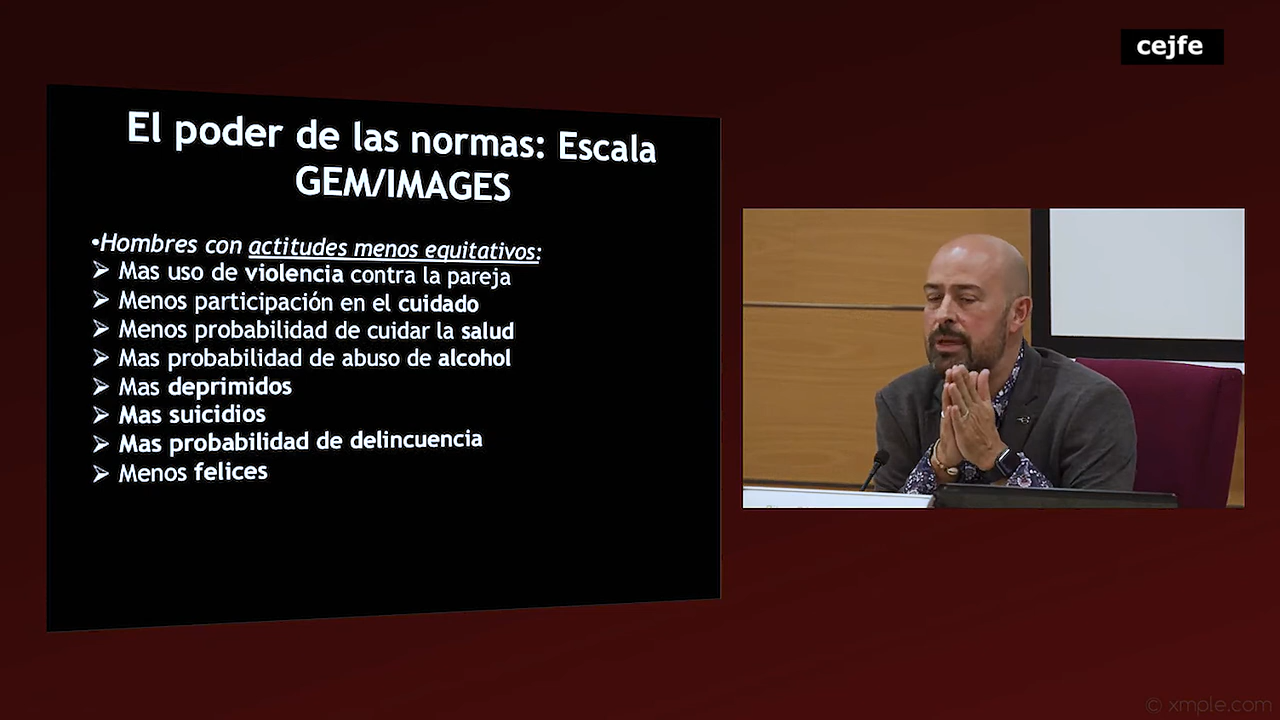 cejfe
El poder de las normas: Escala
GEM/IMAGES
•Hombres con actitudes menos equitativos:
➢ Mas uso de violencia contra la pareja
➢ Menos participación en el cuidado
➢ Menos probabilidad de cuidar la salud
➢ Mas probabilidad de abuso de alcohol
➢ Mas deprimidos
➢ Mas suicidios
➢ Mas probabilidad de delincuencia
➢ Menos felices
© xmple.com